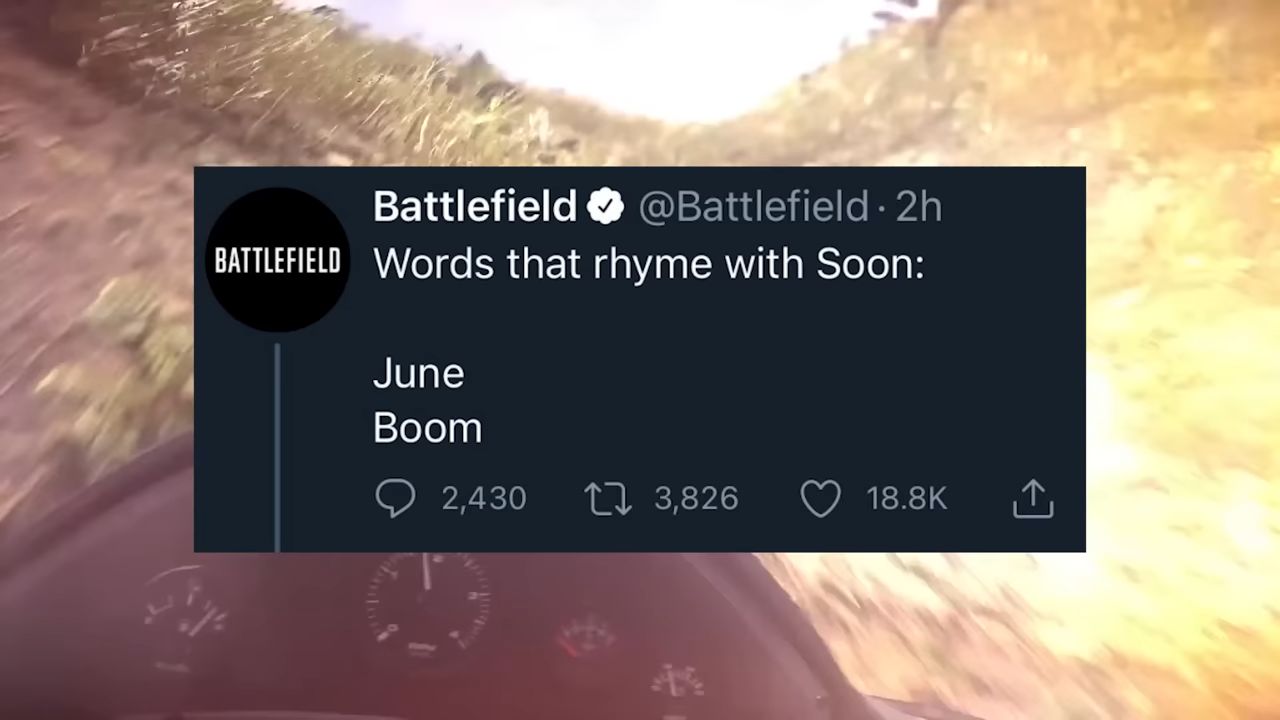 BATTLEFIELD
Battlefield @Battlefield · 2h
Words that rhyme with Soon:
June
Boom
2,430 3,826 18.8K